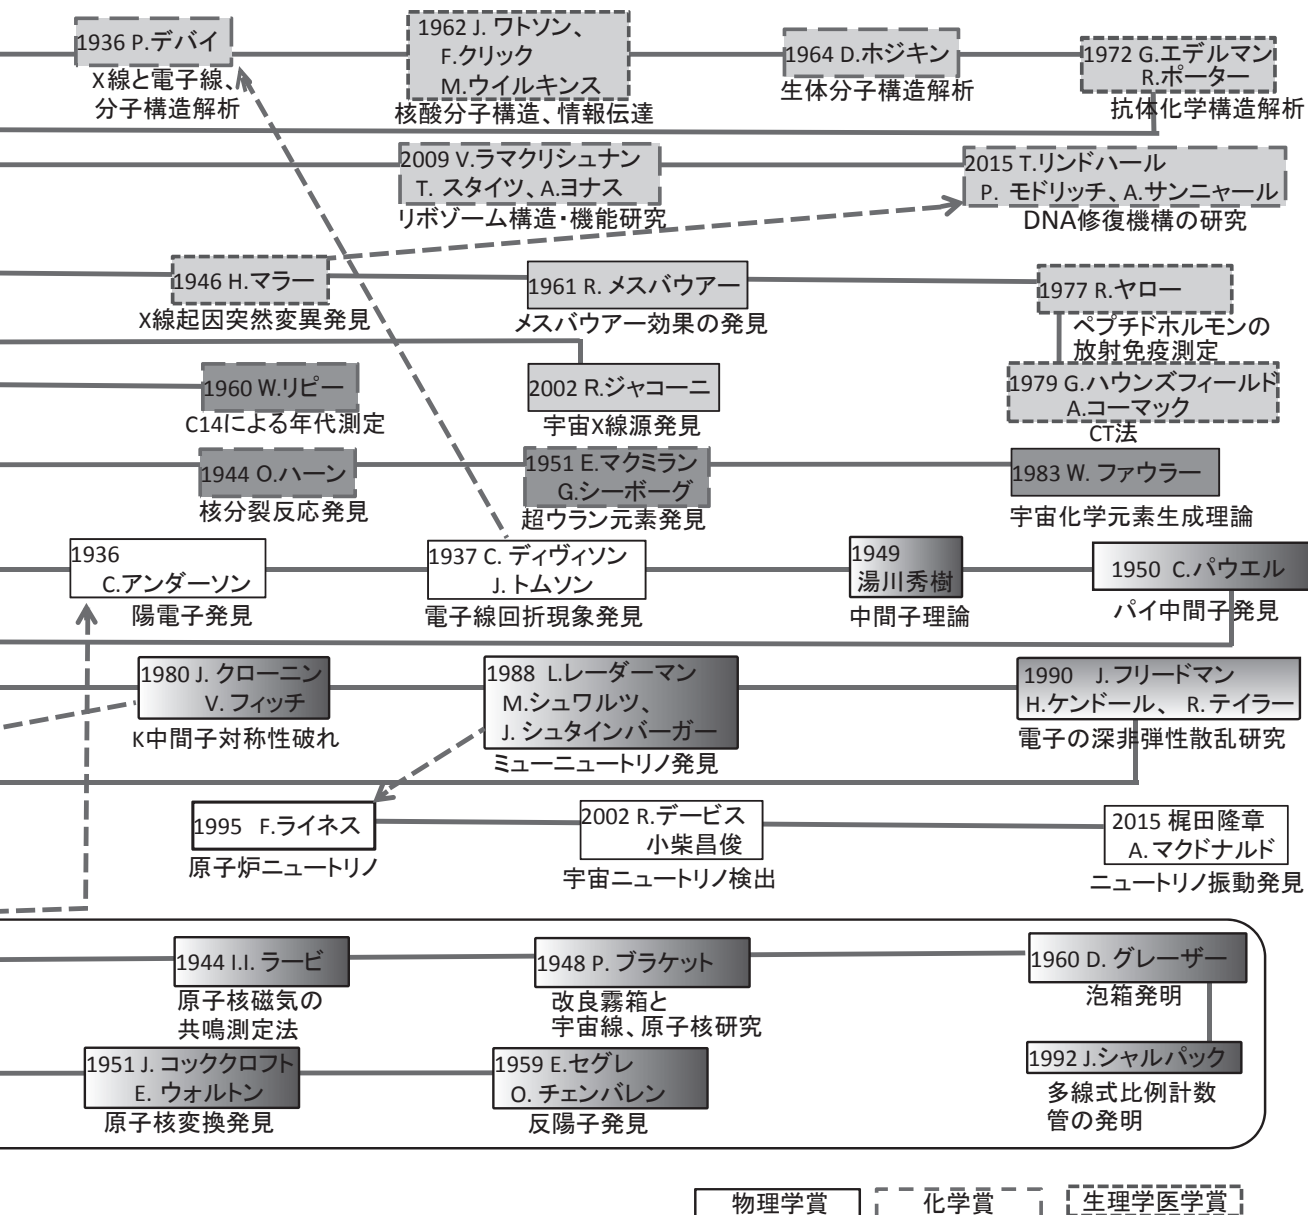 1936 P.デバイ
X線と電子線、
分子構造解析
1962 J. ワトソン、
F.クリック
M.ウイルキンス
核酸分子構造、情報伝達
1964 D.ホジキン
生体分子構造解析
1972 G.エデルマン
R.ポーター
抗体化学構造解析
2009 V.ラマクリシュナン
T. スタイツ、A.ヨナス
リボゾーム構造・機能研究
2015 T.リンドハール
P. モドリッチ、A.サンニャール
DNA修復機構の研究
1946 H.マラー
X線起因突然変異発見
1961 R. メスバウアー
メスバウアー効果の発見
1977 R.ヤロー
ペプチドホルモンの
放射免疫測定
1960 W.リピー
C14による年代測定
2002 R.ジャコーニ
宇宙X線源発見
1979 G.ハウンズフィールド
A.コーマック
CT法
1944 O.ハーン
核分裂反応発見
1951 E.マクミラン
G.シーボーグ
超ウラン元素発見
1983 W. ファウラー
宇宙化学元素生成理論
1936
C.アンダーソン
陽電子発見
1937 C. ディヴィソン
J. トムソン
電子線回折現象発見
1949
湯川秀樹
中間子理論
1950 C.パウエル
パイ中間子発見
1980 J. クローニン
V. フィッチ
K中間子対称性破れ
1988 L.レーダーマン
M.シュワルツ、
J. シュタインバーガー
ミューニュートリノ発見
1990 J.フリードマン
H.ケンドール、 R.テイラー
電子の深非弾性散乱研究
1995 F.ライネス
原子炉ニュートリノ
2002 R.デービス
小柴昌俊
宇宙ニュートリノ検出
2015 梶田隆章
A.マクドナルド
ニュートリノ振動発見
1944 I.I. ラービ
原子核磁気の
共鳴測定法
1948 P. ブラケット
改良霧箱と
宇宙線、原子核研究
1960 D. グレーザー
泡箱発明
1951 J. コッククロフト
E. ウォルトン
原子核変換発見
1959 E.セグレ
O. チェンバレン
反陽子発見
1992 J.シャルパック
多線式比例計数
管の発明
物理学賞
化学賞
生理学医学賞